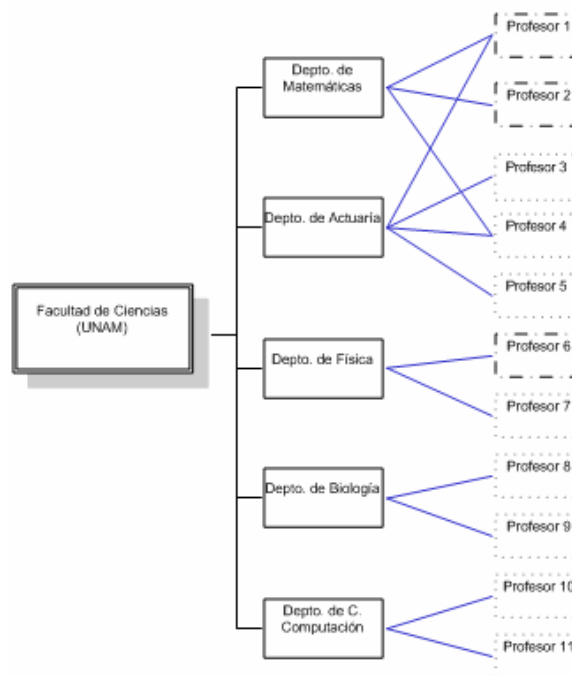 Profesor 1
Depto. de
Matemáticas
Profesor 2
Profesor 3
Depto. de Actuaría
Profesor 4
Profesor 5
Facultad de Ciencias
(UNAM)
Profesor 6
Depto. de Física
Profesor 7
Profesor 8
Depto. de Biología
Profesor 9
Profesor 10
Depto. de C.
Computación
Profesor 11